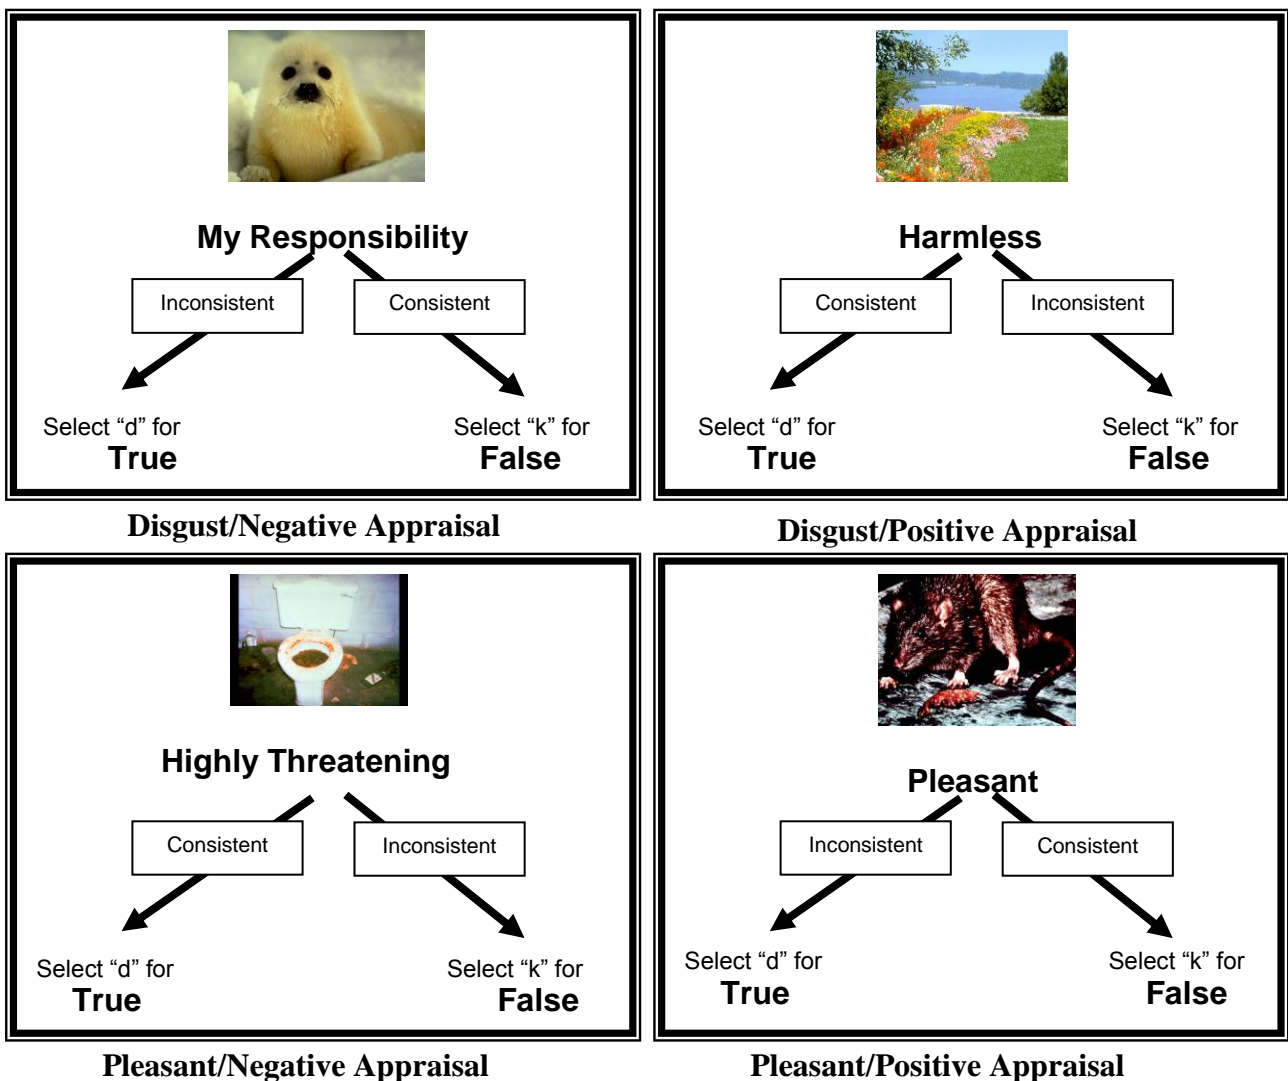 My Responsibility
Inconsistent
Consistent
Select “d” for
True
Select “k” for
False
Disgust/Negative Appraisal
Harmless
Consistent
Inconsistent
Select “d” for
True
Select “k” for
False
Disgust/Positive Appraisal
Highly Threatening
Consistent
Inconsistent
Select “d” for
True
Select “k” for
False
Pleasant/Negative Appraisal
Pleasant
Inconsistent
Consistent
Select “d” for
True
Select “k” for
False
Pleasant/Positive Appraisal